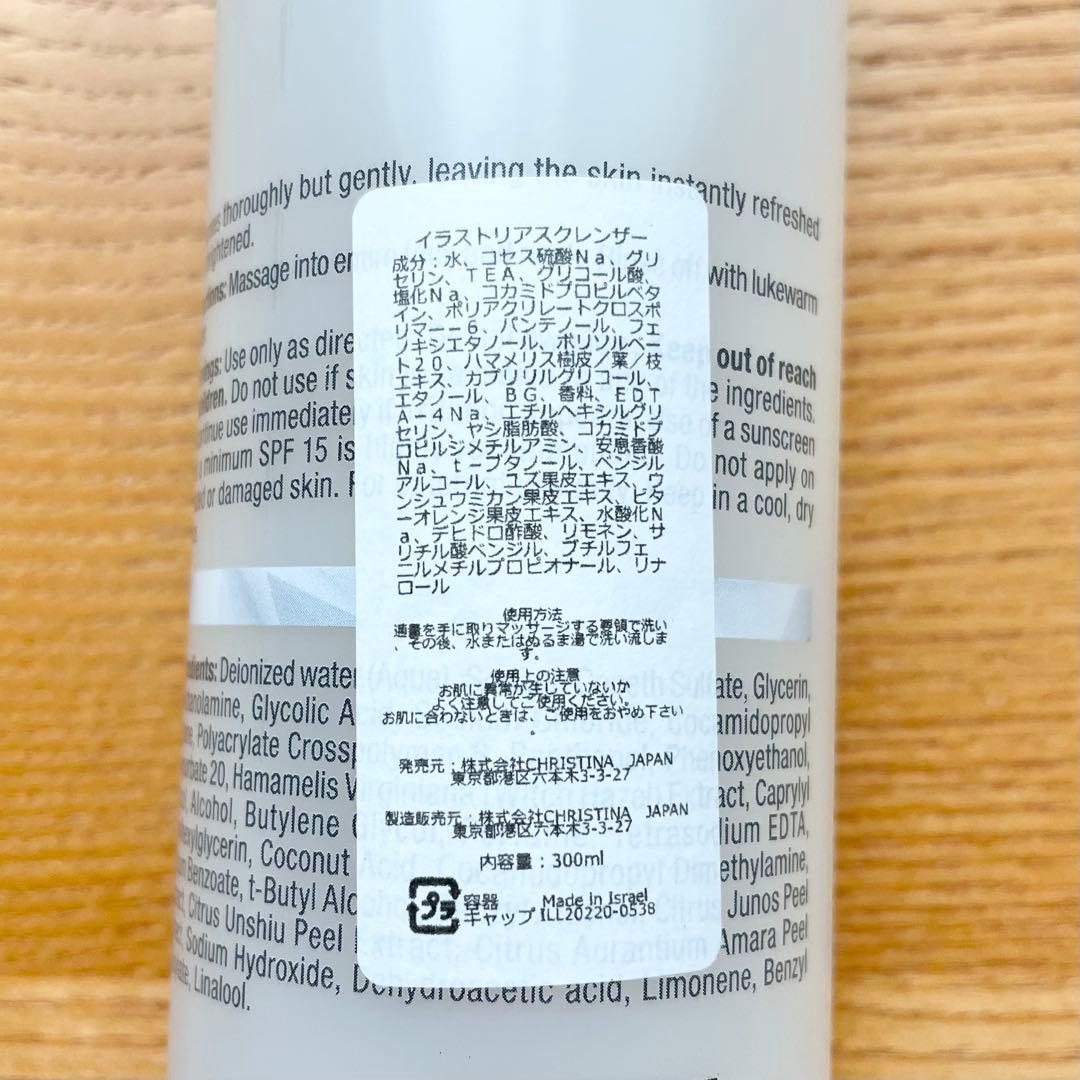 thoroughly but gently, leaving the skin instantly refreshed
イラストリアスクレンザー
成分：水、コセス硫酸Na、グリ
セリン、TEA、グリコール酸、
塩化Na、コカミドプロピルベタ
イン、ポリアクリレートクロスポ
リマー－6、パンテノール、フェ
ノキシエタノール、ポリソルベー
ト20、ハマメリス樹皮／葉／枝
エキス、カプリリルグリコール、
エタノール、BG、香料、EDT
A－4Na、エチルヘキシルグリ
セリン、ヤシ脂肪酸、コカミドプ
ロピルジメチルアミン、安息香酸
Na、t－ブタノール、ベンジル
アルコール、ユズ果皮エキス、ウ
ンシュウミカン果皮エキス、ビタ
ーオレンジ果皮エキス、水酸化N
a、デヒドロ酢酸、リモネン、サ
リチル酸ベンジル、ブチルフェ
ニルメチルプロピオナール、リナ
ロール
使用方法
適量を手に取りマッサージする要領で洗い
、その後、水またはぬるま湯で洗い流しま
す。
使用上の注意
お肌に異常が生じていないか
よく注意してご使用ください。
お肌に合わないときは、ご使用をおやめ下さい
。
発売元：株式会社CHRISTINA JAPAN
東京都港区六本木3-3-27
製造販売元：株式会社CHRISTINA JAPAN
東京都港区六本木3-3-27
内容量：300ml
プラ 容器 Made In Israel
キャップ ILL20220-0538
Massage into
with lukewarm
Use only as
out of reach
Do not use if
ingredients.
use immediately
of a sunscreen
minimum SPF 15 is
Do not apply on
or damaged skin.
in a cool, dry
Deionized water (Aqua), Sulfate, Glycerin,
Glycolic
Cocamidopropyl
Polyacrylate Crosspolymer
Phenoxyethanol,
20, Hamamelis Virginiana (Witch Hazel) Extract, Caprylyl
Alcohol, Butylene Glycol,
Tetrasodium EDTA,
Coconut Acid, Cocamidopropyl Dimethylamine,
Benzoate, t-Butyl
Citrus Junos Peel
Citrus Unshiu Peel Extract, Citrus Aurantium Amara Peel
Sodium Hydroxide, Dehydroacetic acid, Limonene, Benzyl
Linalool.